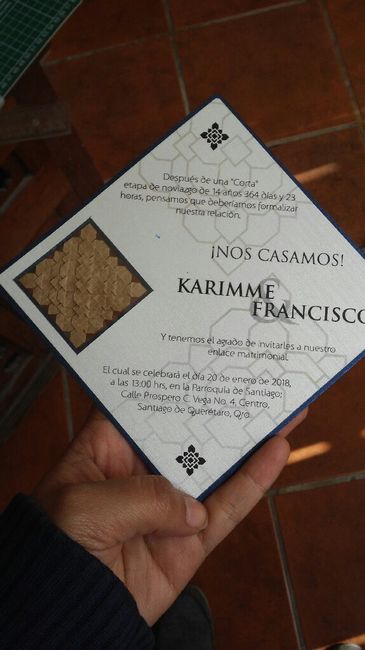 Después de una "Corta"
etapa de noviazgo de 14 años 364 días y 23
horas, pensamos que deberíamos formalizar
nuestra relación.
¡NOS CASAMOS!
KARIMME
&
FRANCISCO
Y tenemos el agrado de invitarles a nuestro
enlace matrimonial.
El cual se celebrará el día 20 de enero de 2018,
a las 13:00 hrs, en la Parroquia de Santiago;
Calle Prospero C. Vega No. 4, Centro,
Santiago de Querétaro, Qro.